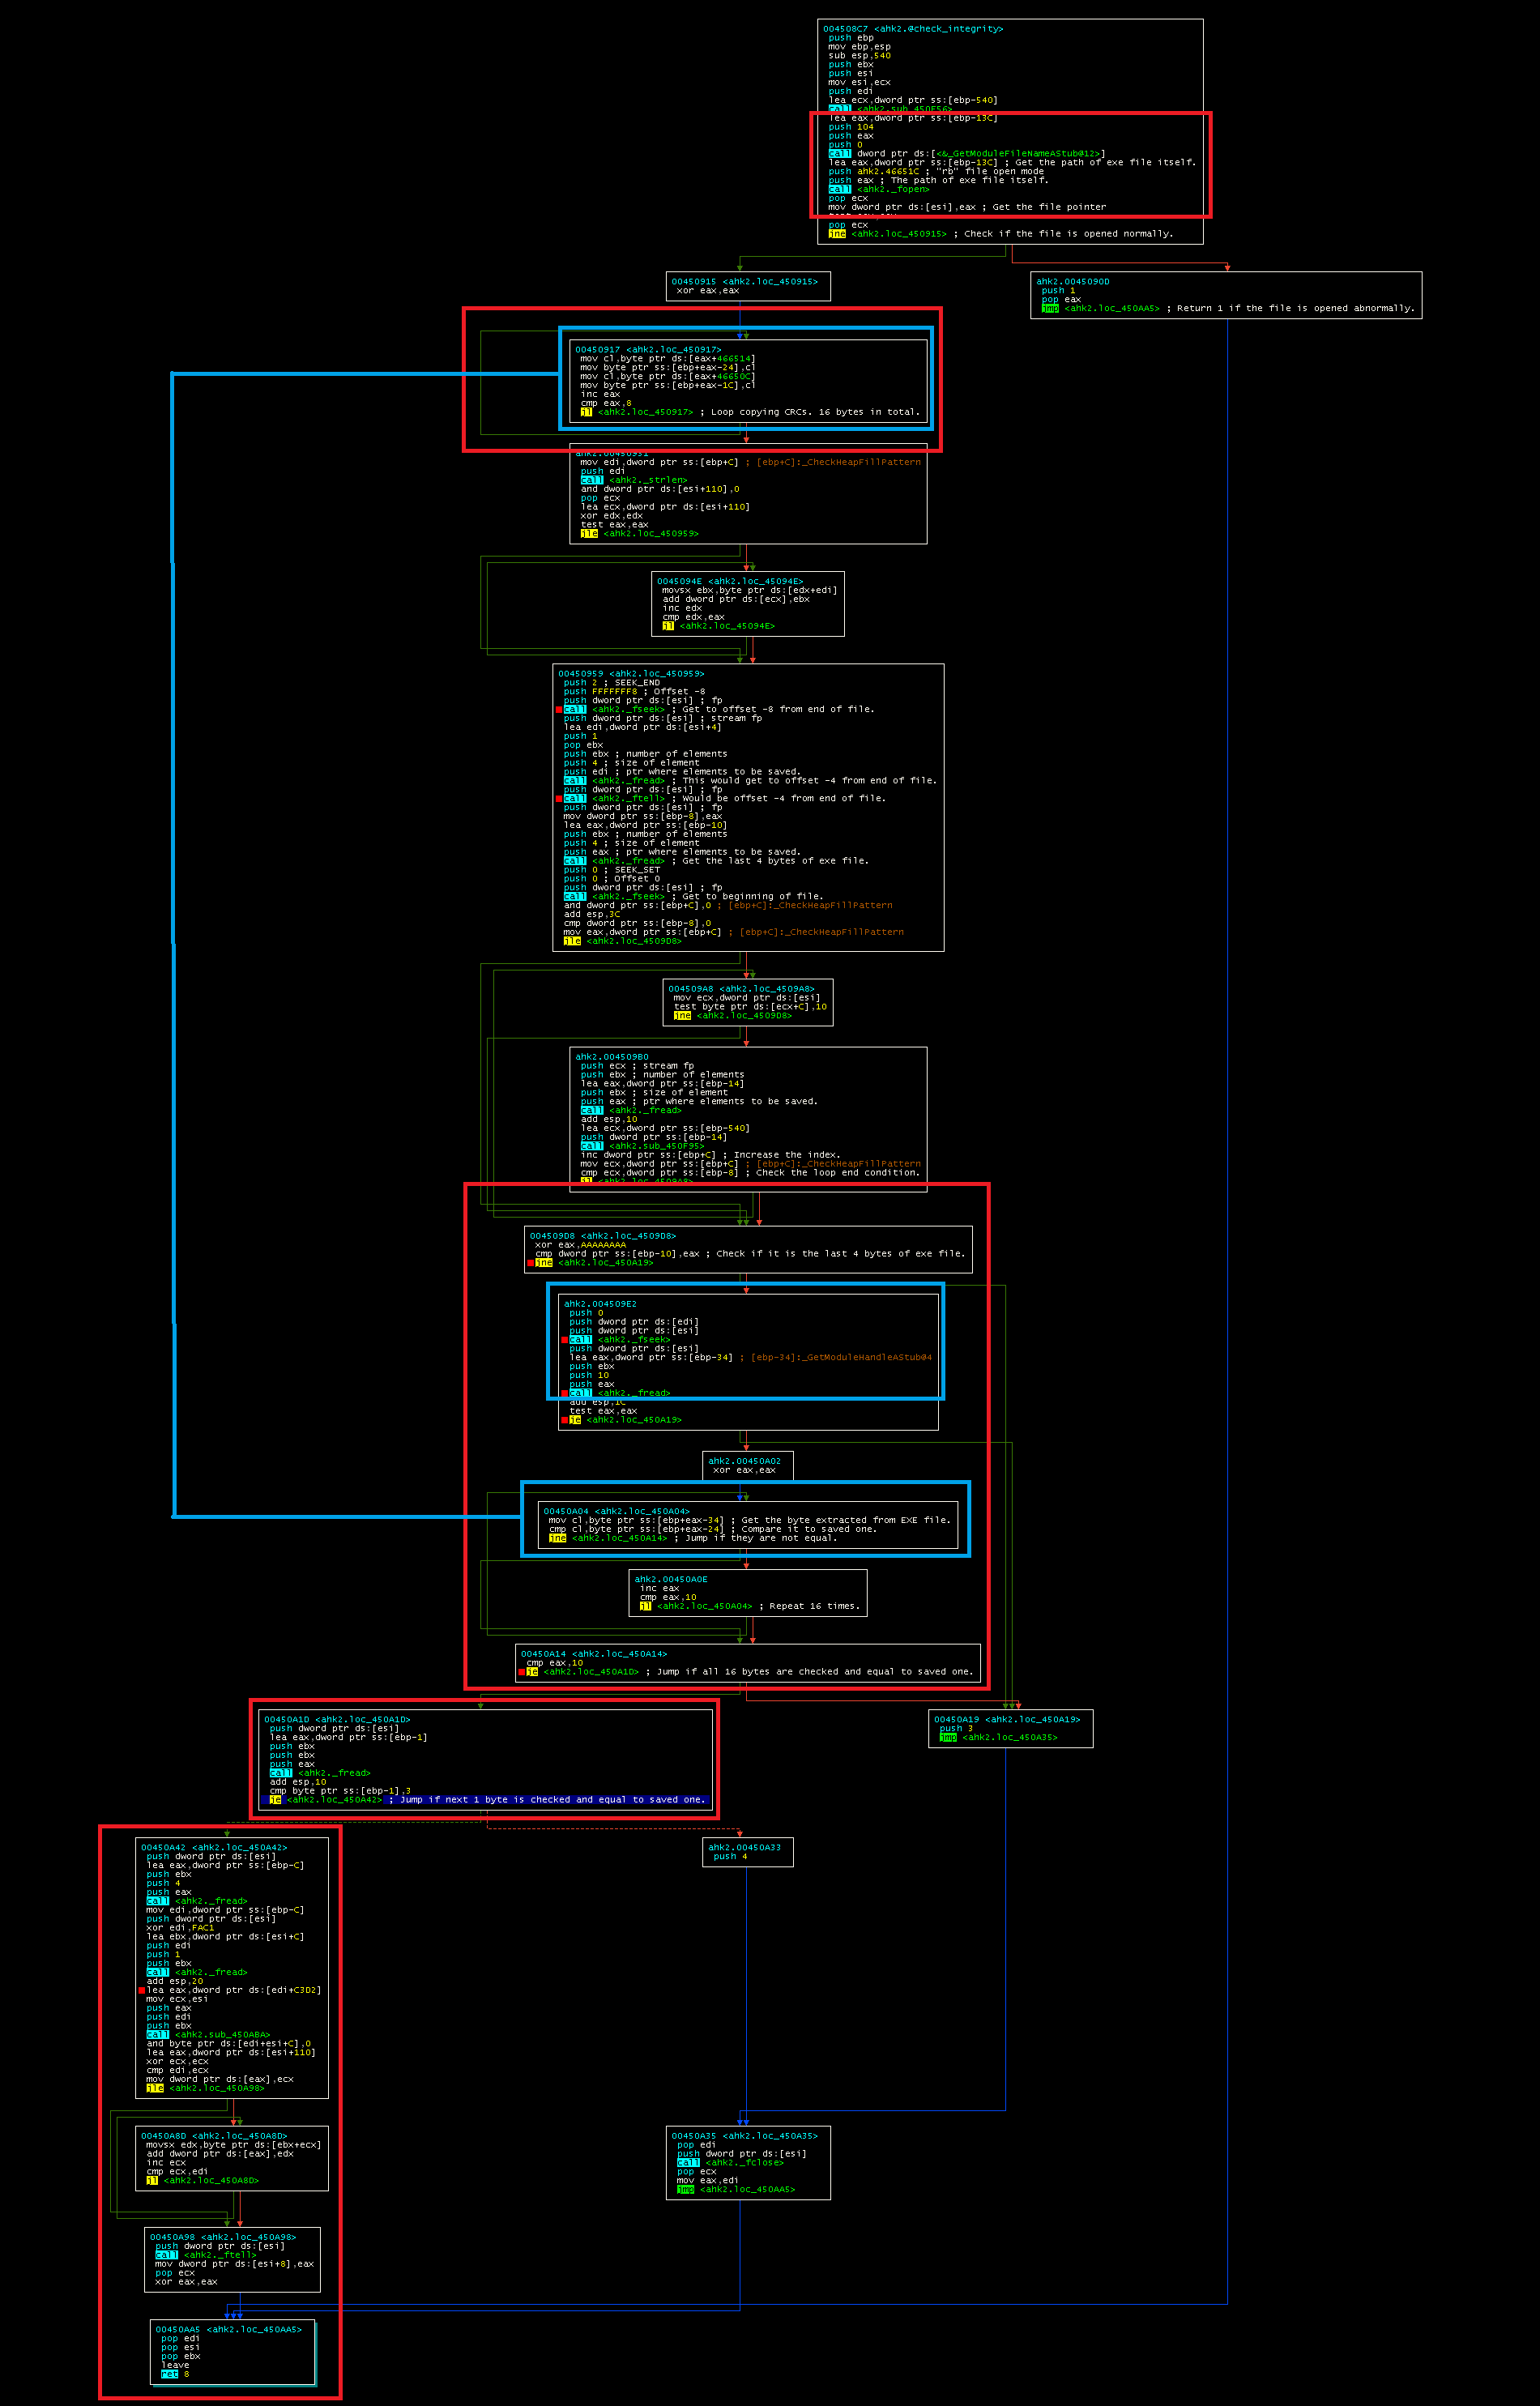 004508C7 <ahk2.@check_integrity>
push ebp
mov ebp,esp
sub esp,540
push ebx
push esi
mov esi,ecx
push edi
lea ecx,dword ptr ss:[ebp-540]
call <ahk2.sub_450F56>
lea eax,dword ptr ss:[ebp-13C]
push 104
push eax
push 0
call dword ptr ds:[<&_GetModuleFileNameAStub@12>]
lea eax,dword ptr ss:[ebp-13C] ; Get the path of exe file itself.
push ahk2.46651C ; "rb" file open mode
push eax ; The path of exe file itself.
call <ahk2._fopen>
pop ecx
mov dword ptr ds:[esi],eax ; Get the file pointer
pop ecx
jne <ahk2.loc_450915> ; Check if the file is opened normally.
00450915 <ahk2.loc_450915>
xor eax,eax
ahk2.0045090D
push 1
pop eax
jmp <ahk2.loc_450AA5> ; Return 1 if the file is opened abnormally.
00450917 <ahk2.loc_450917>
mov cl,byte ptr ds:[eax+466514]
mov byte ptr ss:[ebp+eax-24],cl
mov cl,byte ptr ds:[eax+46650C]
mov byte ptr ss:[ebp+eax-1C],cl
inc eax
cmp eax,8
jl <ahk2.loc_450917> ; Loop copying CRCs. 16 bytes in total.
ahk2.00450931
mov edi,dword ptr ss:[ebp+C] ; [ebp+C]:_CheckHeapFillPattern
push edi
call <ahk2._strlen>
and dword ptr ds:[esi+110],0
pop ecx
lea ecx,dword ptr ds:[esi+110]
xor edx,edx
test eax,eax
jle <ahk2.loc_450959>
0045094E <ahk2.loc_45094E>
movsx ebx,byte ptr ds:[edx+edi]
add dword ptr ds:[ecx],ebx
inc edx
cmp edx,eax
jl <ahk2.loc_45094E>
00450959 <ahk2.loc_450959>
push 2 ; SEEK_END
push FFFFFFF8 ; Offset -8
push dword ptr ds:[esi] ; fp
call <ahk2._fseek> ; Get to offset -8 from end of file.
push dword ptr ds:[esi] ; stream fp
lea edi,dword ptr ds:[esi+4]
push 1
pop ebx
push ebx ; number of elements
push 4 ; size of element
push edi ; ptr where elements to be saved.
call <ahk2._fread> ; This would get to offset -4 from end of file.
push dword ptr ds:[esi] ; fp
call <ahk2._ftell> ; Would be offset -4 from end of file.
push dword ptr ds:[esi] ; fp
mov dword ptr ss:[ebp-8],eax
lea eax,dword ptr ss:[ebp-10]
push ebx ; number of elements
push 4 ; size of element
push eax ; ptr where elements to be saved.
call <ahk2._fread> ; Get the last 4 bytes of exe file.
push 0 ; SEEK_SET
push 0 ; Offset 0
push dword ptr ds:[esi] ; fp
call <ahk2._fseek> ; Get to beginning of file.
and dword ptr ss:[ebp+C],0 ; [ebp+C]:_CheckHeapFillPattern
add esp,3C
cmp dword ptr ss:[ebp-8],0
mov eax,dword ptr ss:[ebp+C] ; [ebp+C]:_CheckHeapFillPattern
jle <ahk2.loc_4509D8>
004509A8 <ahk2.loc_4509A8>
mov ecx,dword ptr ds:[esi]
test byte ptr ds:[ecx+C],10
jne <ahk2.loc_4509D8>
ahk2.004509B0
push ecx ; stream fp
push ebx ; number of elements
lea eax,dword ptr ss:[ebp-14]
push ebx ; size of element
push eax ; ptr where elements to be saved.
call <ahk2._fread>
add esp,10
lea ecx,dword ptr ss:[ebp-540]
push dword ptr ss:[ebp-14]
call <ahk2.sub_450F95>
inc dword ptr ss:[ebp+C] ; Increase the index.
mov ecx,dword ptr ss:[ebp+C] ; [ebp+C]:_CheckHeapFillPattern
cmp ecx,dword ptr ss:[ebp-8] ; Check the loop end condition.
jl <ahk2.loc_4509A8>
004509D8 <ahk2.loc_4509D8>
xor eax,AAAAAAAA
cmp dword ptr ss:[ebp-10],eax ; Check if it is the last 4 bytes of exe file.
jne <ahk2.loc_450A19>
ahk2.004509E2
push 0
push dword ptr ds:[edi]
push dword ptr ds:[esi]
call <ahk2._fseek>
push dword ptr ds:[esi]
lea eax,dword ptr ss:[ebp-34] ; [ebp-34]:_GetModuleHandleAStub@4
push ebx
push 10
push eax
call <ahk2._fread>
add esp,1C
test eax,eax
je <ahk2.loc_450A19>
ahk2.00450A02
xor eax,eax
00450A04 <ahk2.loc_450A04>
mov cl,byte ptr ss:[ebp+eax-34] ; Get the byte extracted from EXE file.
cmp cl,byte ptr ss:[ebp+eax-24] ; Compare it to saved one.
jne <ahk2.loc_450A14> ; Jump if they are not equal.
ahk2.00450A0E
inc eax
cmp eax,10
jl <ahk2.loc_450A04> ; Repeat 16 times.
00450A14 <ahk2.loc_450A14>
cmp eax,10
je <ahk2.loc_450A1D> ; Jump if all 16 bytes are checked and equal to saved one.
00450A1D <ahk2.loc_450A1D>
push dword ptr ds:[esi]
lea eax,dword ptr ss:[ebp-1]
push ebx
push ebx
push eax
call <ahk2._fread>
add esp,10
cmp byte ptr ss:[ebp-1],3
je <ahk2.loc_450A42> ; Jump if next 1 byte is checked and equal to saved one.
00450A19 <ahk2.loc_450A19>
push 3
jmp <ahk2.loc_450A35>
00450A42 <ahk2.loc_450A42>
push dword ptr ds:[esi]
lea eax,dword ptr ss:[ebp-C]
push ebx
push 4
push eax
call <ahk2._fread>
mov edi,dword ptr ss:[ebp-C]
push dword ptr ds:[esi]
xor edi,FAC1
lea ebx,dword ptr ds:[esi+C]
push edi
push 1
push ebx
call <ahk2._fread>
add esp,20
lea eax,dword ptr ds:[edi+C3D2]
mov ecx,esi
push eax
push edi
push ebx
call <ahk2.sub_450ABA>
and byte ptr ds:[edi+esi+C],0
lea eax,dword ptr ds:[esi+110]
xor ecx,ecx
cmp edi,ecx
mov dword ptr ds:[eax],ecx
jle <ahk2.loc_450A98>
ahk2.00450A33
push 4
00450A8D <ahk2.loc_450A8D>
movsx edx,byte ptr ds:[ebx+ecx]
add dword ptr ds:[eax],edx
inc ecx
cmp ecx,edi
jl <ahk2.loc_450A8D>
00450A35 <ahk2.loc_450A35>
pop edi
push dword ptr ds:[esi]
call <ahk2._fclose>
pop ecx
mov eax,edi
jmp <ahk2.loc_450AA5>
00450A98 <ahk2.loc_450A98>
push dword ptr ds:[esi]
call <ahk2._ftell>
mov dword ptr ds:[esi+8],eax
pop ecx
xor eax,eax
00450AA5 <ahk2.loc_450AA5>
pop edi
pop esi
pop ebx
leave
ret 8